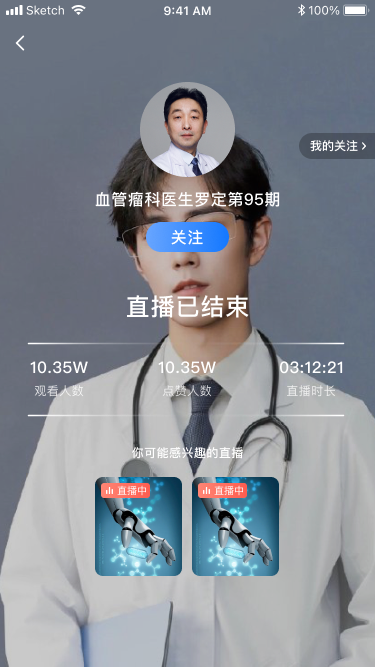 Sketch
9:41 AM
100%
我的关注
血管瘤科医生罗定第95期
关注
直播已结束
10.35W 10.35W 03:12:21
观看人数 点赞人数 直播时长
你可能感兴趣的直播
直播中 直播中